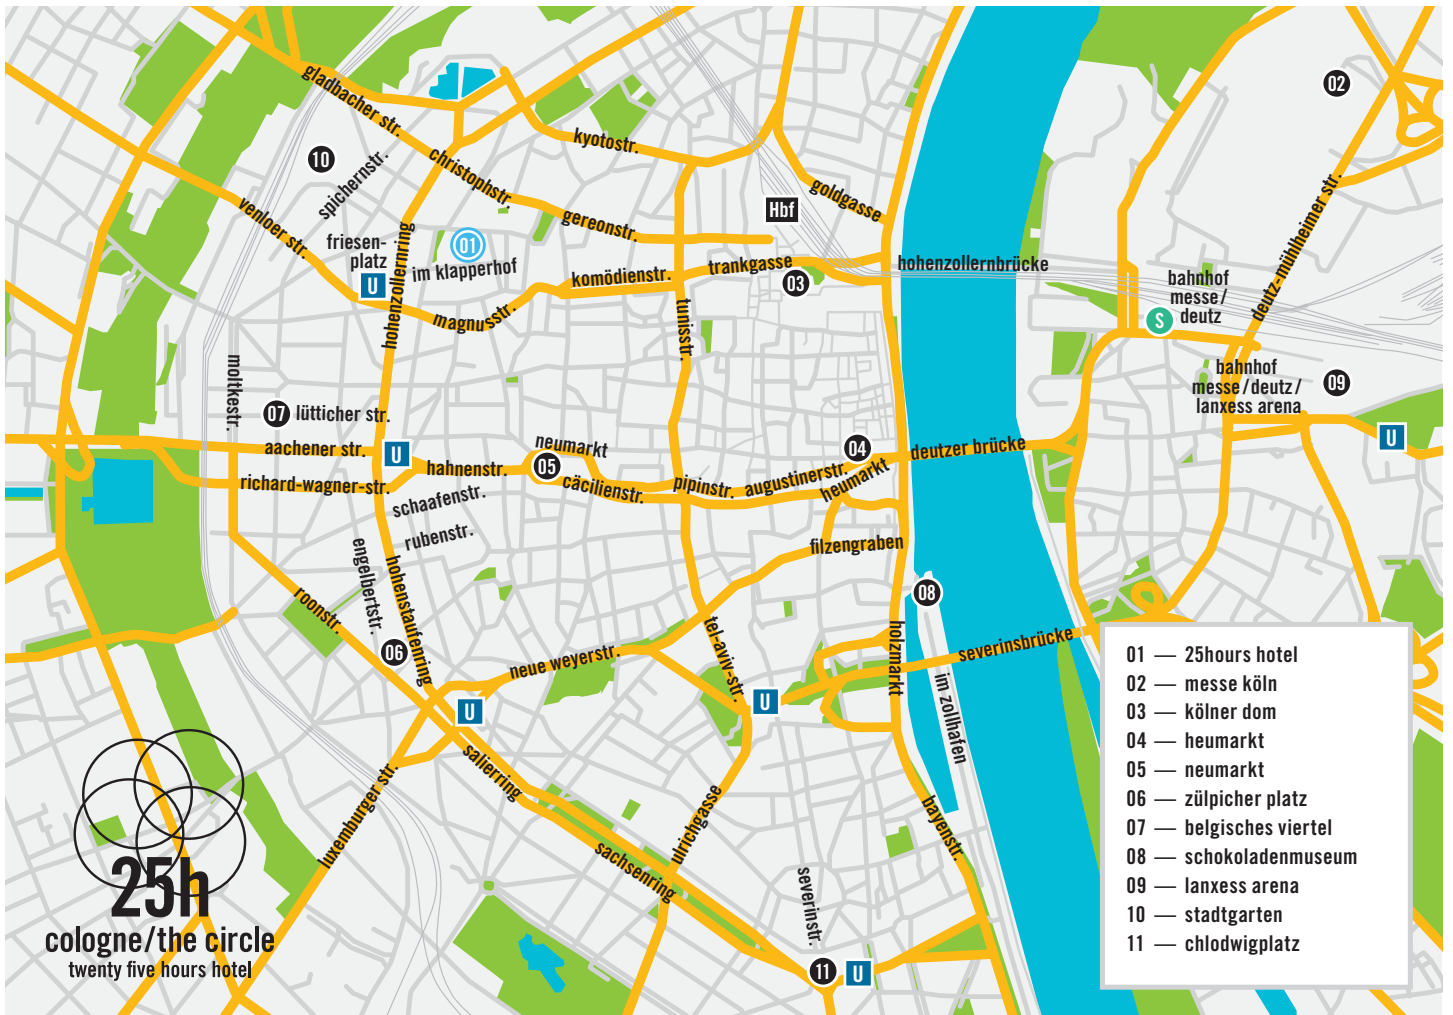 gladbacher str.
02
kyotostr.
10
spichernstr.
christophstr.
goldgasse
deutz-mühlheimer str.
venloer str.
Hbf
gereonstr.
friesen-
platz
01
im klapperhof
U
hohenzollernring
komödienstr.
trankgasse
03
hohenzollernbrücke
bahnhof
messe/
deutz
S
magnusstr.
tunisstr.
moltkestr.
bahnhof
messe/deutz/
lanxess arena
09
07 lütticher str.
aachener str.
U
hahnenstr.
neumarkt
05
04
deutzer brücke
U
richard-wagner-str.
cäcilienstr.
pipinstr.
augustinerstr.
heumarkt
schaafenstr.
rubenstr.
filzengraben
engelbertstr.
hohenstaufenring
roonstr.
08
06
neue weyerstr.
tel-aviv-str.
holzmarkt
severinsbrücke
U
U
im zollhafen
salierring
luxemburger str.
ulrichgasse
bayenstr.
sachsenring
severinstr.
11
U
25h
cologne/the circle
twenty five hours hotel
01 — 25hours hotel
02 — messe köln
03 — kölner dom
04 — heumarkt
05 — neumarkt
06 — zülpicher platz
07 — belgisches viertel
08 — schokoladenmuseum
09 — lanxess arena
10 — stadtgarten
11 — chlodwigplatz